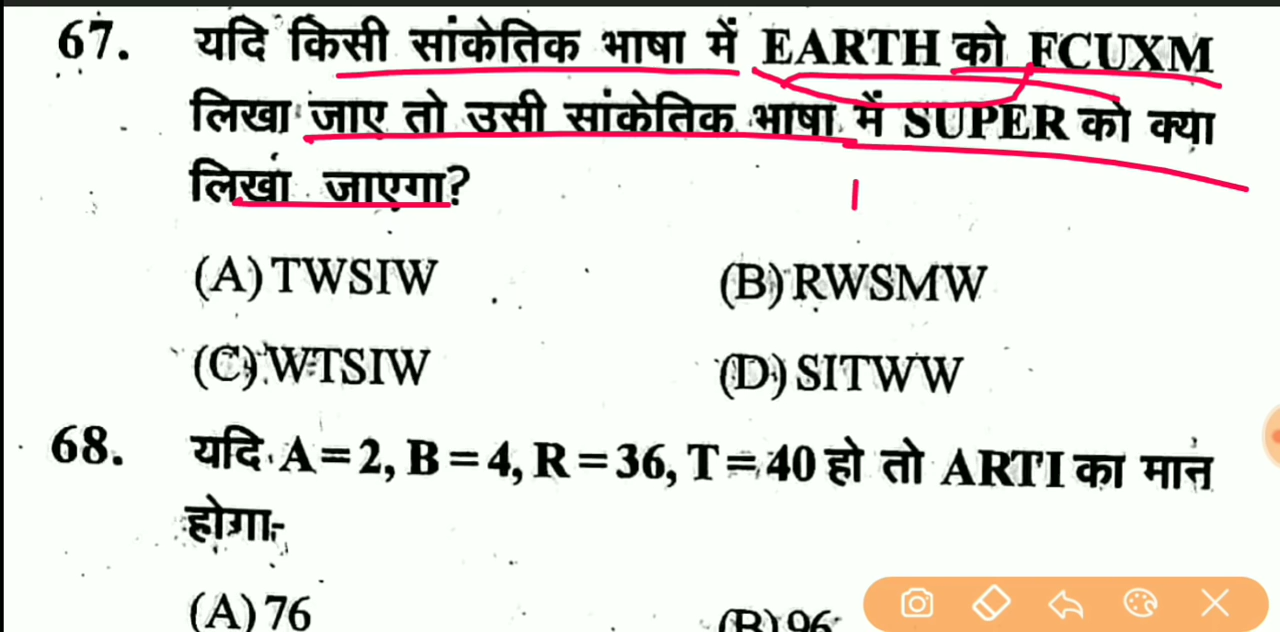 67. यदि किसी सांकेतिक भाषा में EARTH को FCUXM
लिखा जाए तो उसी सांकेतिक भाषा में SUPER को क्या
लिखा जाएगा?
(A) TWSIW (B) RWSMW
(C) WTSIW (D) SITWW
68. यदि A=2, B=4, R=36, T=40 हो तो ARTI का मान
होगा-
(A) 76 (B) 96